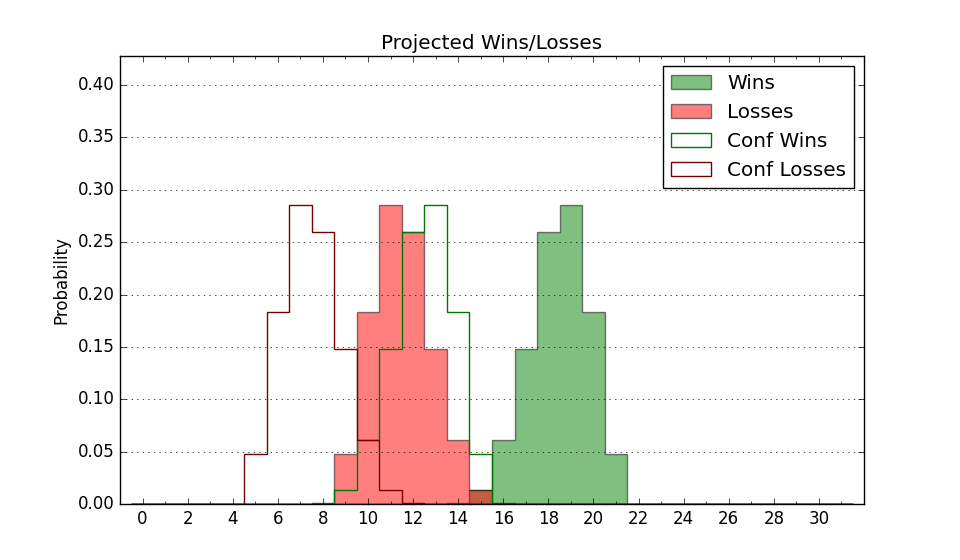 Projected Wins/Losses
Probability
0.40
0.35
0.30
0.25
0.20
0.15
0.10
0.05
0.00
0 2 4 6 8 10 12 14 16 18 20 22 24 26 28 30
Wins
Losses
Conf Wins
Conf Losses